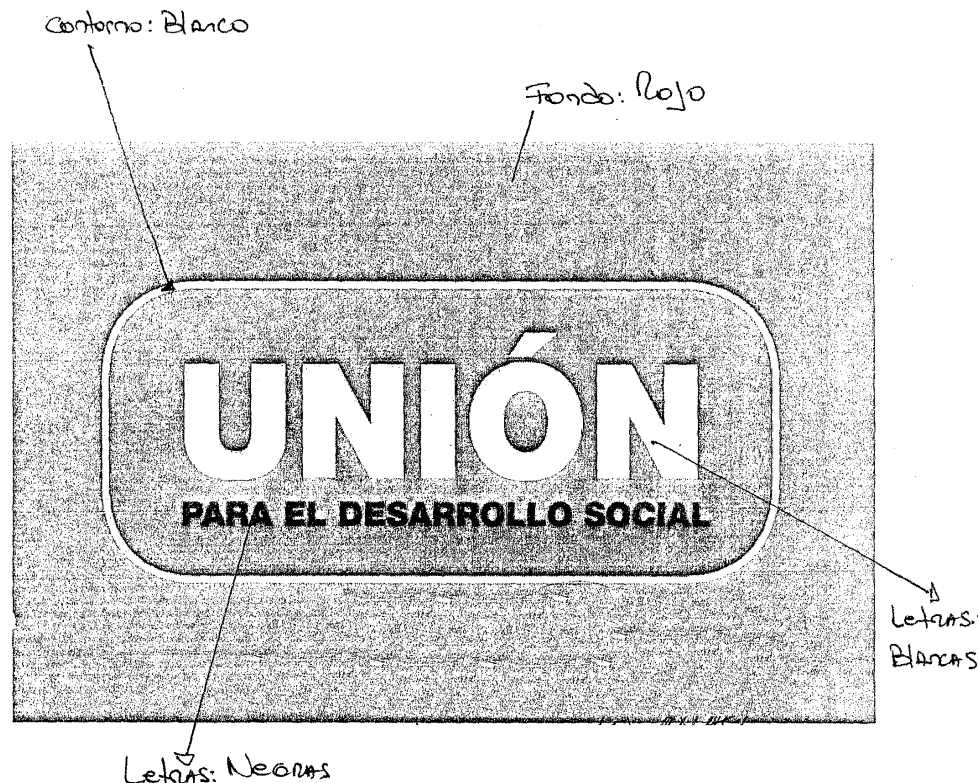 Contorno: Blanco
Fondo: Rojo
UNIÓN
PARA EL DESARROLLO SOCIAL
Letras:
Blancas
Letras: Negras